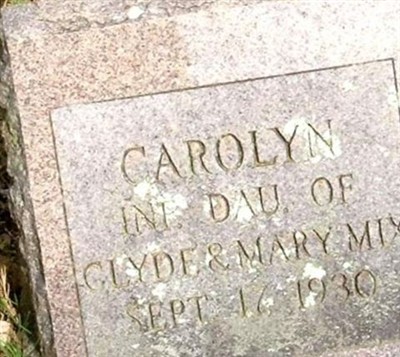 CAROLYN
INF. DAU. OF
CLYDE & MARY MIX
SEPT. 17 1930